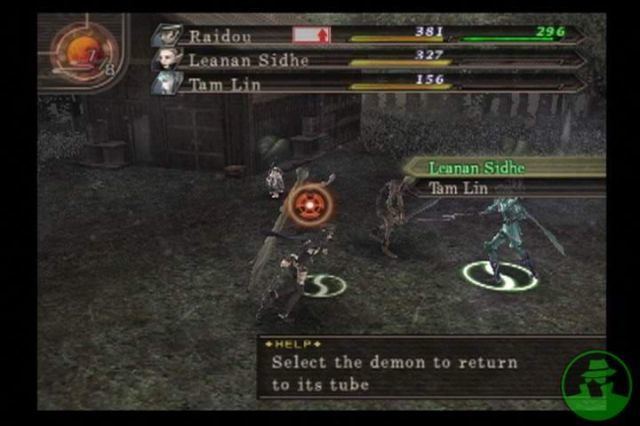 Raidou 381 296
Leanan Sidhe 327
Tam Lin 156
8
Leanan Sidhe
Tam Lin
HELP
Select the demon to return
to its tube